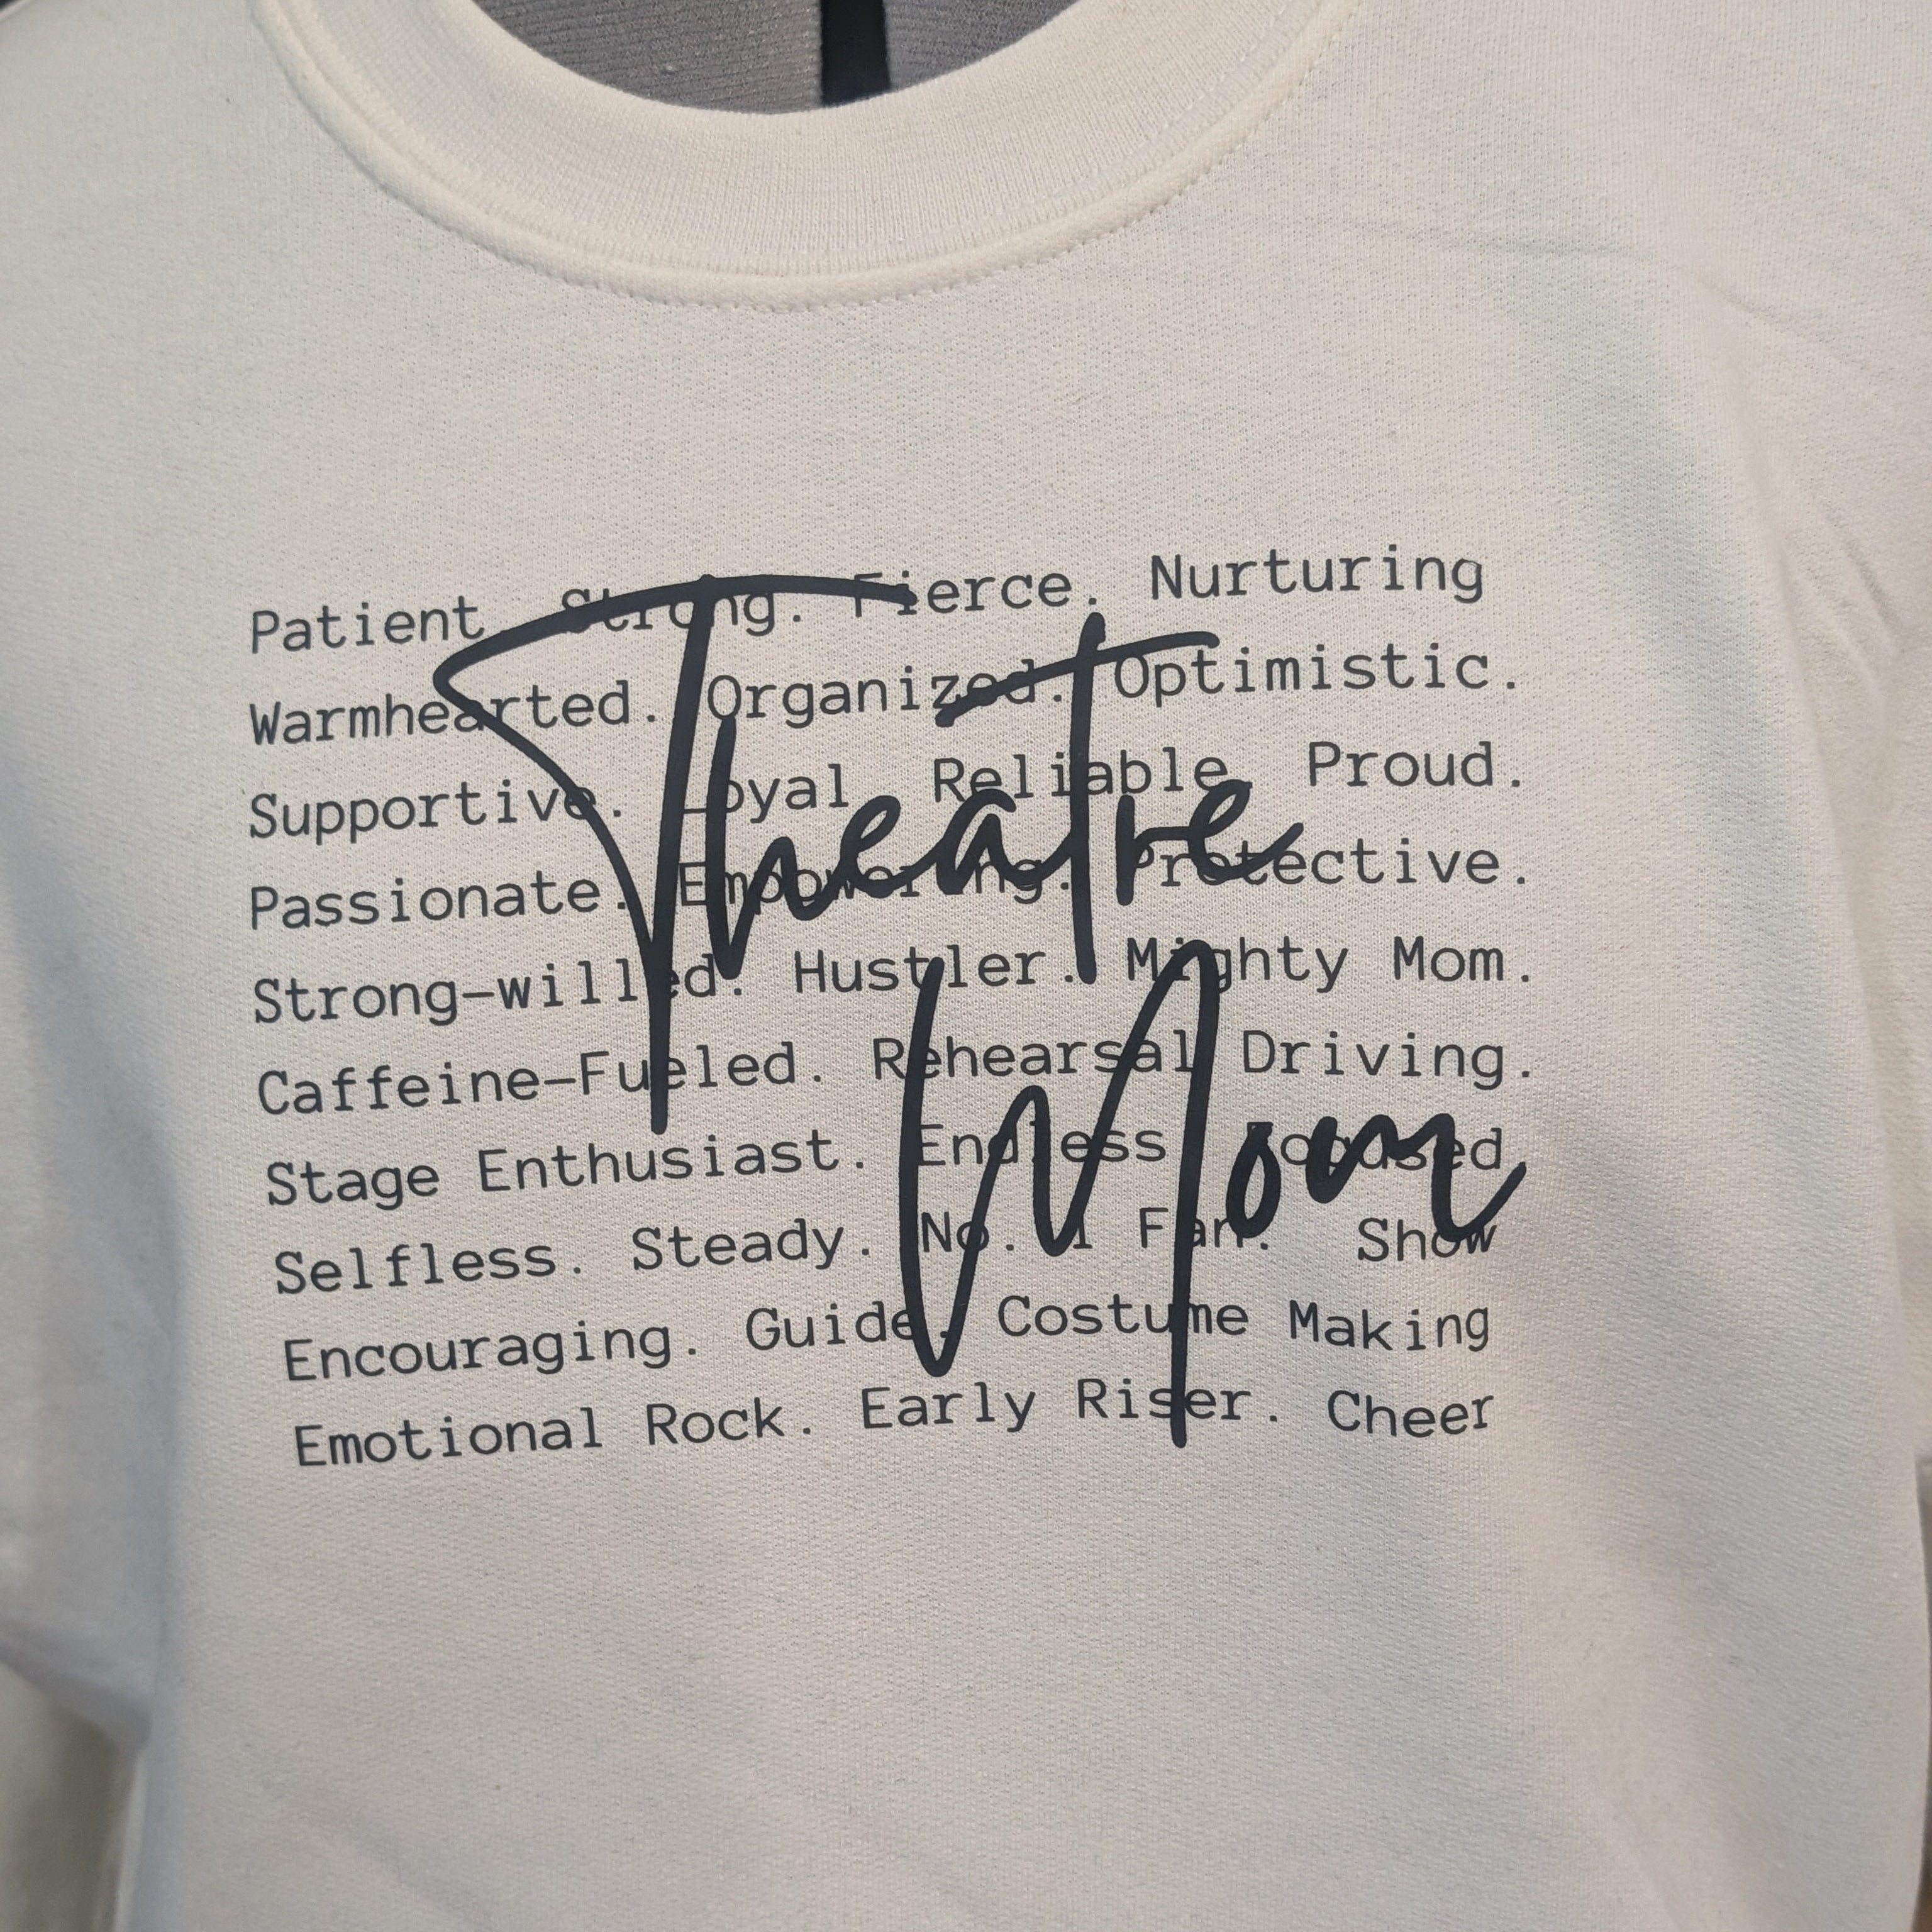 Patient. Strong. Fierce. Nurturing
Warmhearted. Organized. Optimistic.
Supportive. Loyal. Reliable. Proud.
Passionate. Empowering. Protective.
Strong-willed. Hustler. Mighty Mom.
Caffeine-Fueled. Rehearsal Driving.
Stage Enthusiast. Endless Focused
Selfless. Steady. No. 1 Fan. Show
Encouraging. Guide. Costume Making
Emotional Rock. Early Riser. Cheer
Theatre
Mom